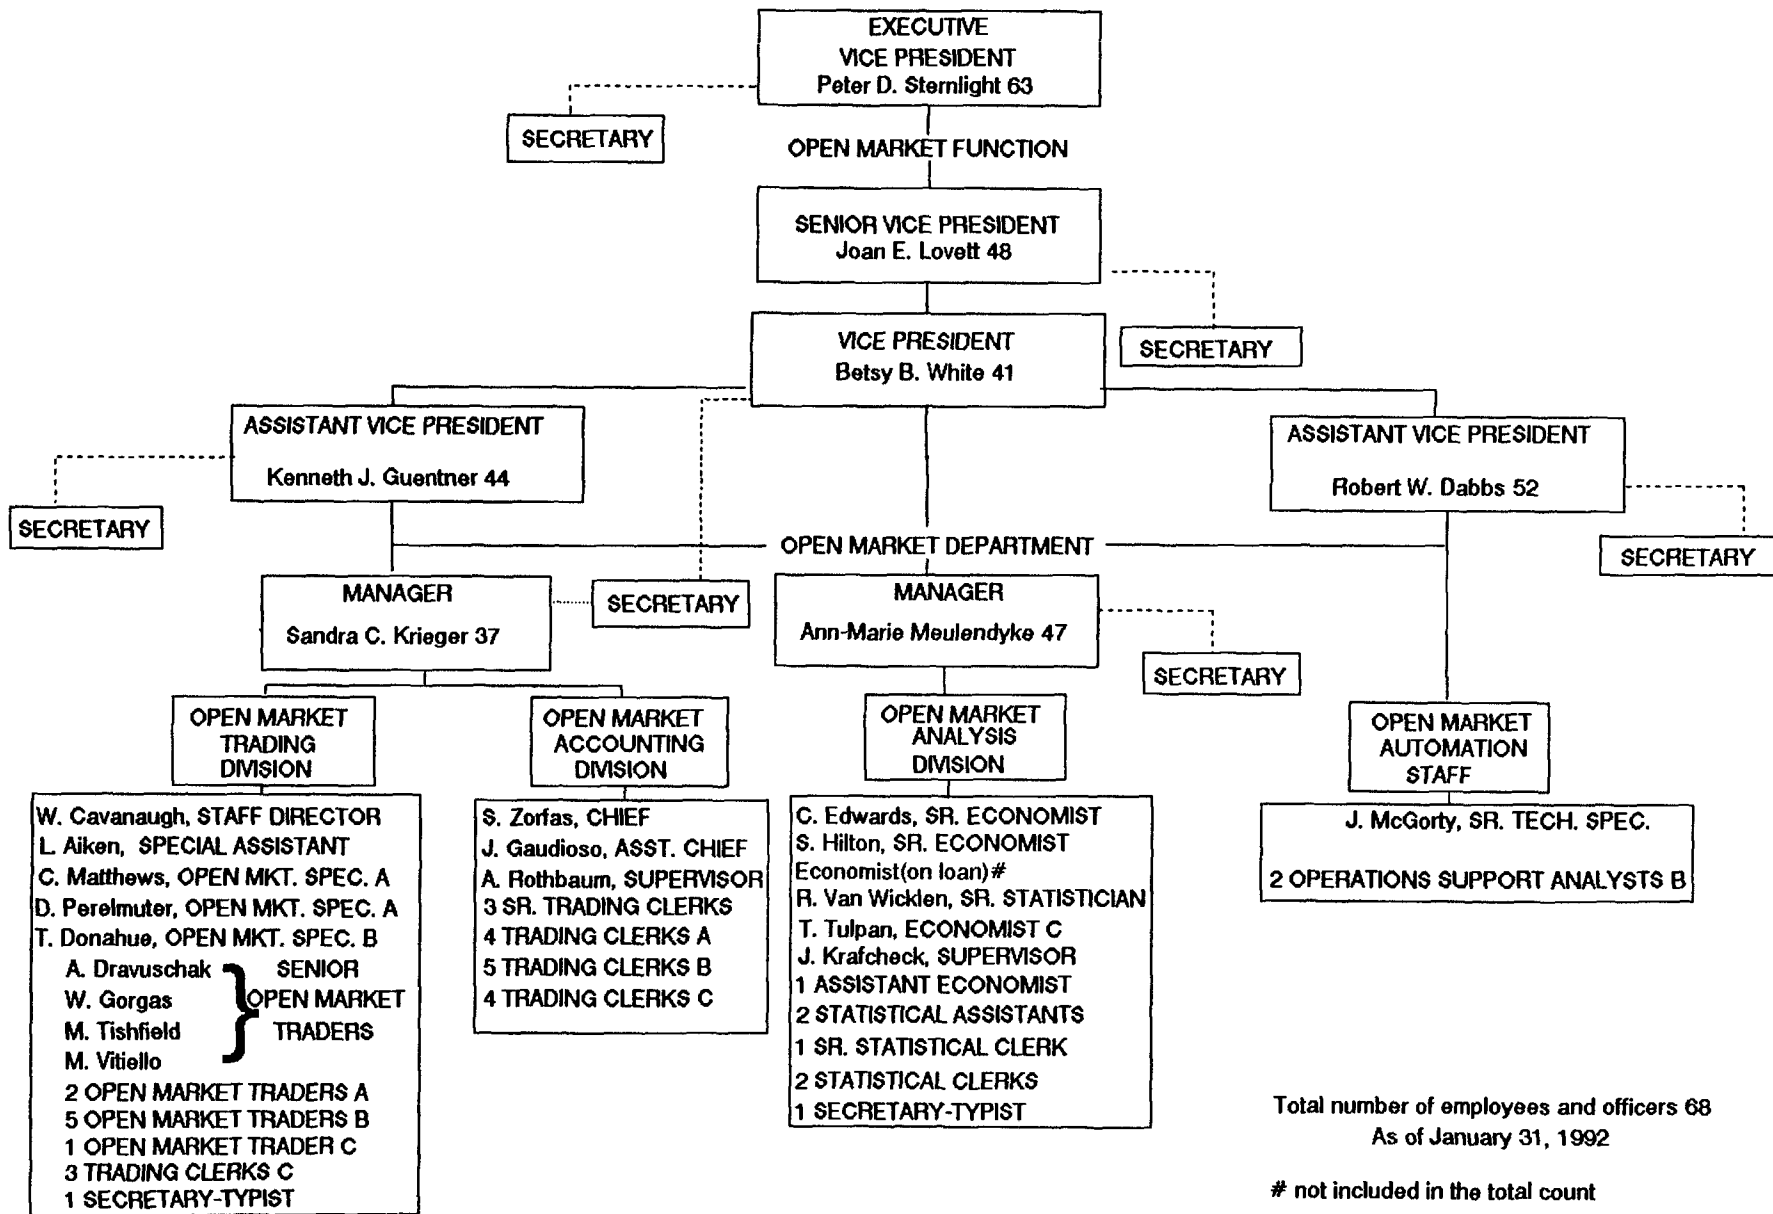 EXECUTIVE
VICE PRESIDENT
Peter D. Sternlight 63
SECRETARY
OPEN MARKET FUNCTION
SENIOR VICE PRESIDENT
Joan E. Lovett 48
SECRETARY
VICE PRESIDENT
Betsy B. White 41
ASSISTANT VICE PRESIDENT
Kenneth J. Guentner 44
SECRETARY
ASSISTANT VICE PRESIDENT
Robert W. Dabbs 52
SECRETARY
OPEN MARKET DEPARTMENT
MANAGER
Sandra C. Krieger 37
SECRETARY
MANAGER
Ann-Marie Meulendyke 47
SECRETARY
OPEN MARKET
TRADING
DIVISION
OPEN MARKET
ACCOUNTING
DIVISION
OPEN MARKET
ANALYSIS
DIVISION
OPEN MARKET
AUTOMATION
STAFF
W. Cavanaugh, STAFF DIRECTOR
L. Aiken, SPECIAL ASSISTANT
C. Matthews, OPEN MKT. SPEC. A
D. Perelmuter, OPEN MKT. SPEC. A
T. Donahue, OPEN MKT. SPEC. B
A. Dravuschak } SENIOR
W. Gorgas OPEN MARKET
M. Tishfield TRADERS
M. Vitiello
2 OPEN MARKET TRADERS A
5 OPEN MARKET TRADERS B
1 OPEN MARKET TRADER C
3 TRADING CLERKS C
1 SECRETARY-TYPIST
S. Zorfas, CHIEF
J. Gaudioso, ASST. CHIEF
A. Rothbaum, SUPERVISOR
3 SR. TRADING CLERKS
4 TRADING CLERKS A
5 TRADING CLERKS B
4 TRADING CLERKS C
C. Edwards, SR. ECONOMIST
S. Hilton, SR. ECONOMIST
Economist(on loan)#
R. Van Wicklen, SR. STATISTICIAN
T. Tulpan, ECONOMIST C
J. Krafcheck, SUPERVISOR
1 ASSISTANT ECONOMIST
2 STATISTICAL ASSISTANTS
1 SR. STATISTICAL CLERK
2 STATISTICAL CLERKS
1 SECRETARY-TYPIST
J. McGorty, SR. TECH. SPEC.
2 OPERATIONS SUPPORT ANALYSTS B
Total number of employees and officers 68
As of January 31, 1992
# not included in the total count